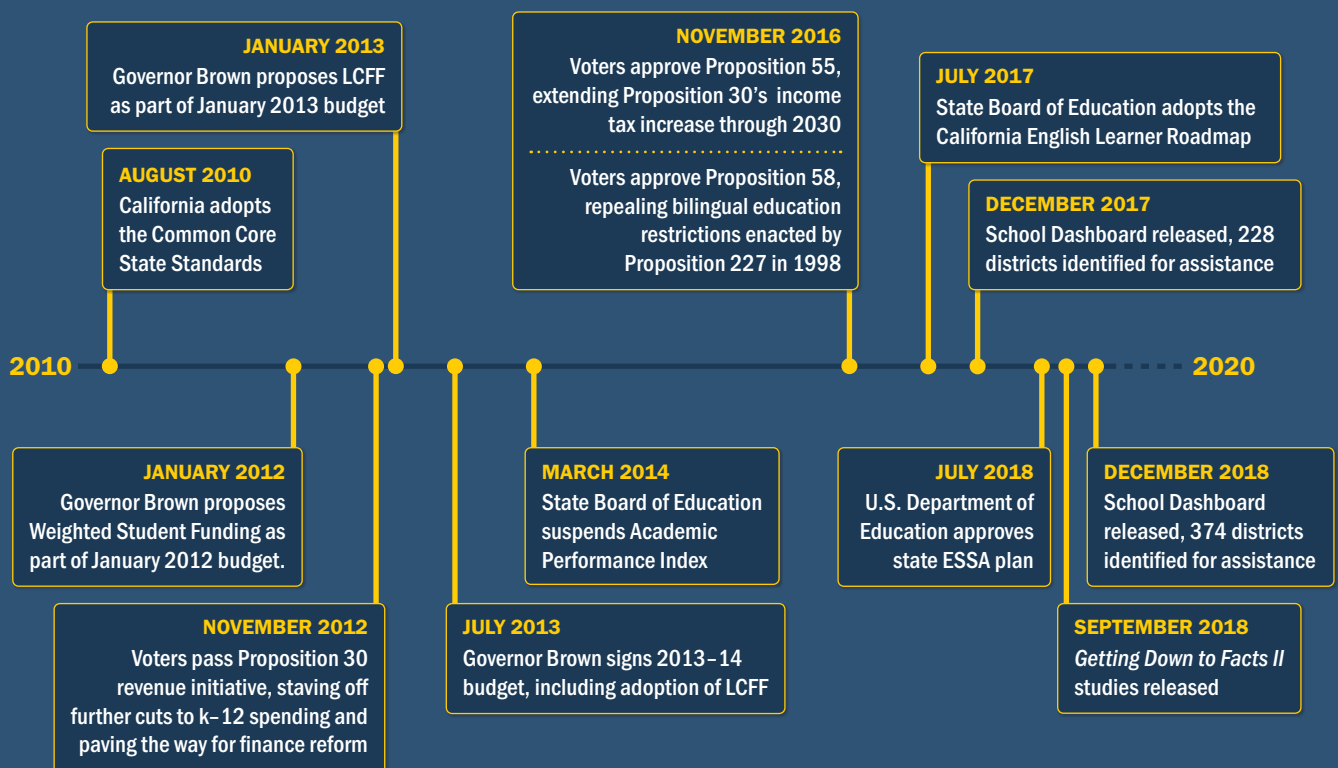 JANUARY 2013
Governor Brown proposes LCFF
as part of January 2013 budget
AUGUST 2010
California adopts
the Common Core
State Standards
NOVEMBER 2016
Voters approve Proposition 55,
extending Proposition 30's income
tax increase through 2030
Voters approve Proposition 58,
repealing bilingual education
restrictions enacted by
Proposition 227 in 1998
JULY 2017
State Board of Education adopts the
California English Learner Roadmap
DECEMBER 2017
School Dashboard released, 228
districts identified for assistance
2010
2020
JANUARY 2012
Governor Brown proposes
Weighted Student Funding as
part of January 2012 budget.
NOVEMBER 2012
Voters pass Proposition 30
revenue initiative, staving off
further cuts to k–12 spending and
paving the way for finance reform
MARCH 2014
State Board of Education
suspends Academic
Performance Index
JULY 2013
Governor Brown signs 2013–14
budget, including adoption of LCFF
JULY 2018
U.S. Department of
Education approves
state ESSA plan
DECEMBER 2018
School Dashboard
released, 374 districts
identified for assistance
SEPTEMBER 2018
Getting Down to Facts II
studies released